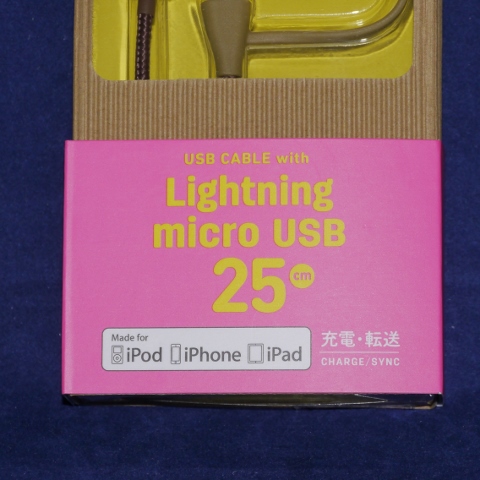 USB CABLE with
Lightning
micro USB
25cm
Made for
iPod iPhone iPad
充電・転送
CHARGE/SYNC